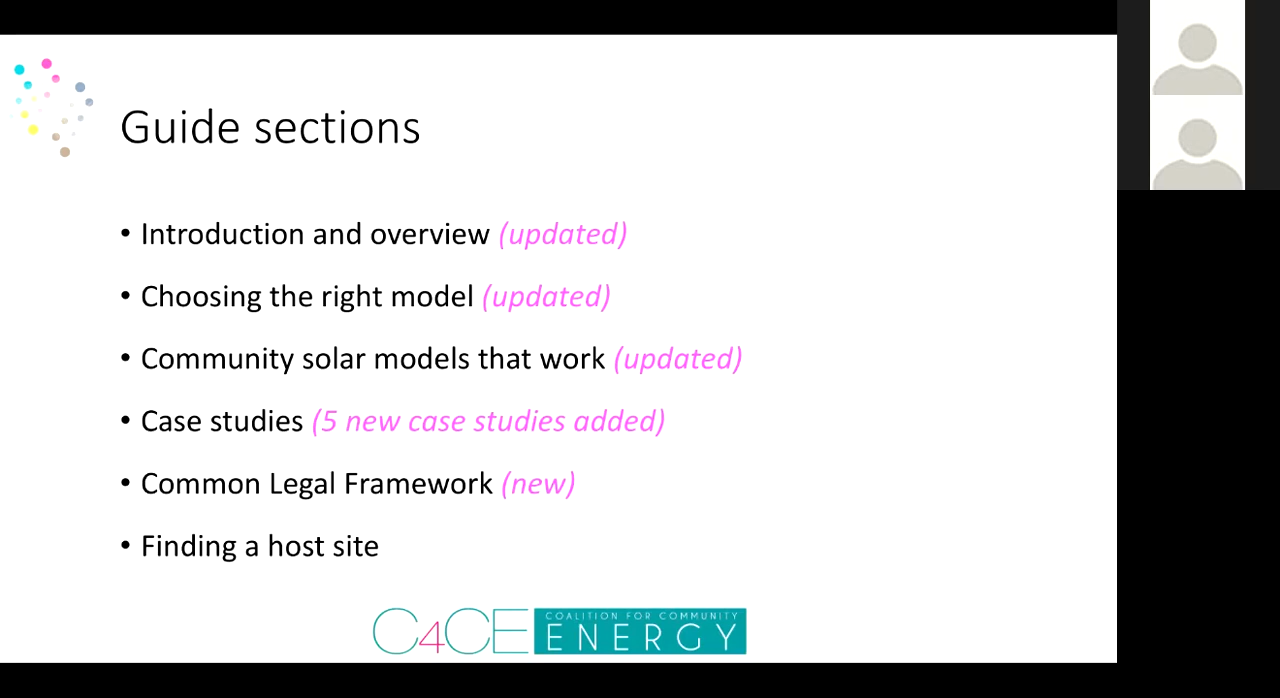 Guide sections
• Introduction and overview (updated)
• Choosing the right model (updated)
• Community solar models that work (updated)
• Case studies (5 new case studies added)
• Common Legal Framework (new)
• Finding a host site
C4CE COALITION FOR COMMUNITY
ENERGY